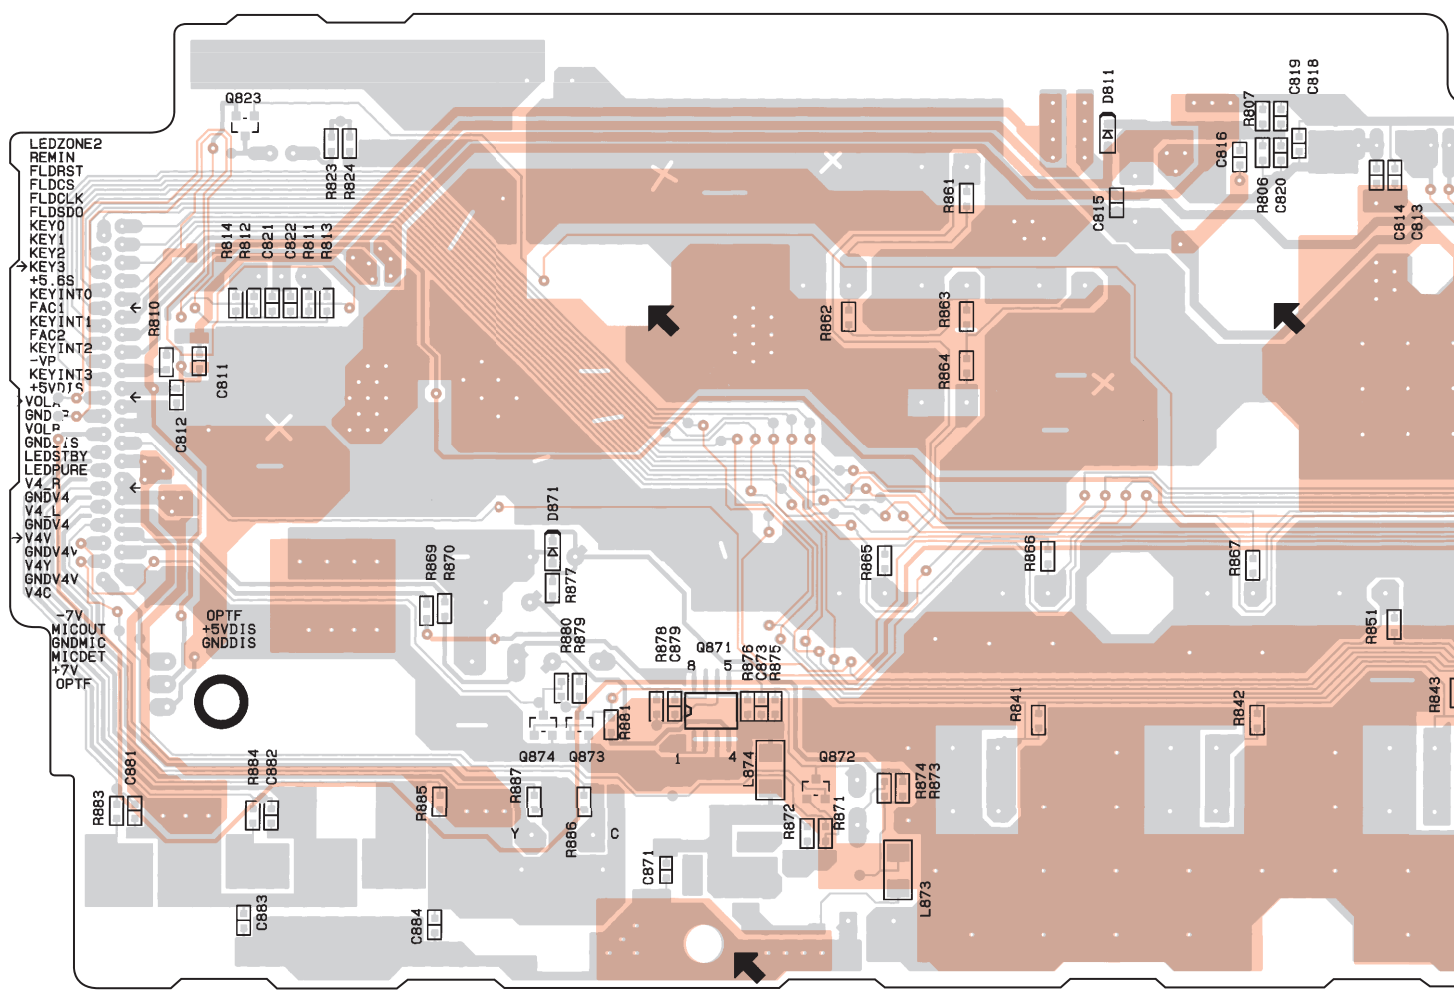 LEDZONE2
REMIN
FLDRST
FLDCS
FLDCLK
FLDSDO
KEY0
KEY1
KEY2
KEY3
+5.6S
KEYINT0
FAC1
KEYINT1
FAC2
KEYINT2
-VP
KEYINT3
+5VDIS
VOLR
LEDSTBY
LEDPURE
V4_R
GNDV4
V4_L
GNDV4
V4V
GNDV4V
V4Y
GNDV4V
V4C
-7V
MICOUT
GNDMIC
MICDET
+7V
OPTF
OPTF
+5VDIS
GNDDIS
Q823
R823
R824
R814
R812
C821
C822
R811
R813
R810
C811
C812
R861
R862
R863
R864
D811
C815
C816
R807
C819
C818
R806
C820
C814
C813
D871
R877
R869
R870
R880
R879
R878
C879
Q871
8
5
1
4
R876
C873
R875
R881
Q874
Q873
L874
Q872
R874
R873
R872
R871
L873
C871
R887
R886
Y
C
R885
R884
C882
R883
C881
C883
C884
R865
R866
R867
R851
R841
R842
R843